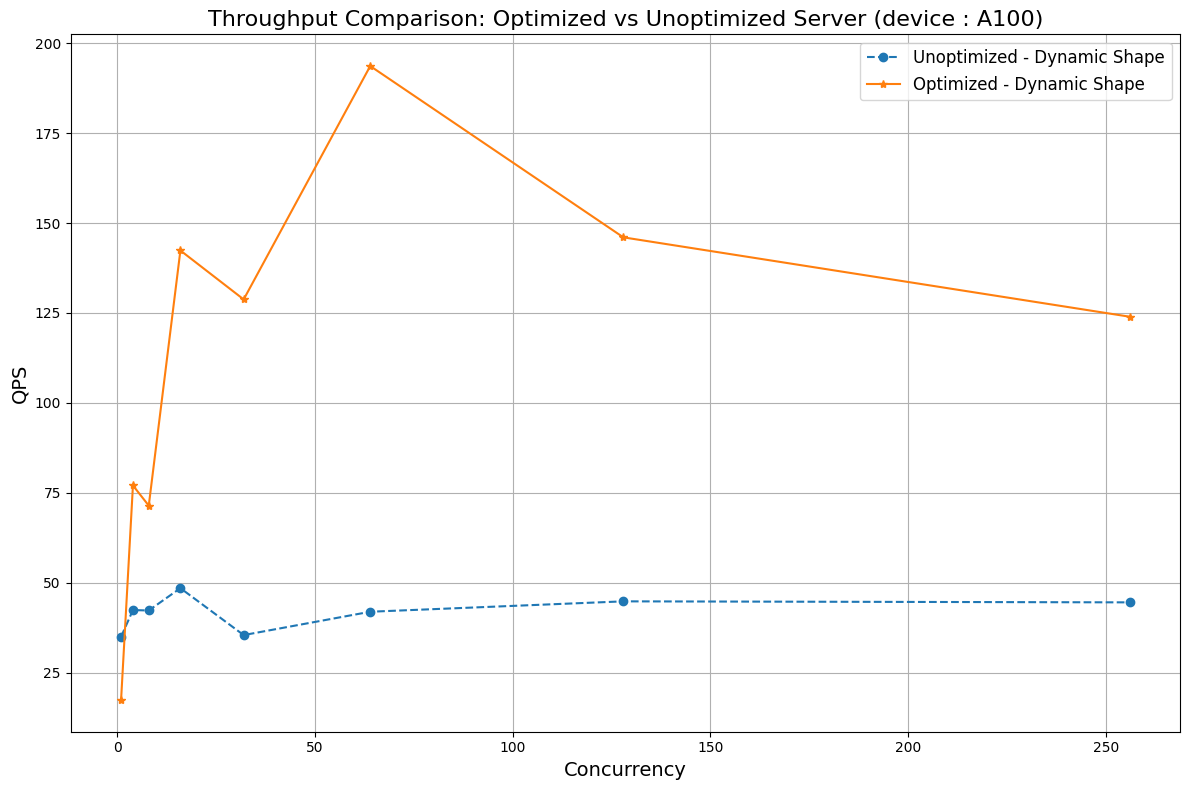 Throughput Comparison: Optimized vs Unoptimized Server (device : A100)
Unoptimized - Dynamic Shape
Optimized - Dynamic Shape
200
175
150
125
100
75
50
25
QPS
0
50
100
150
200
250
Concurrency